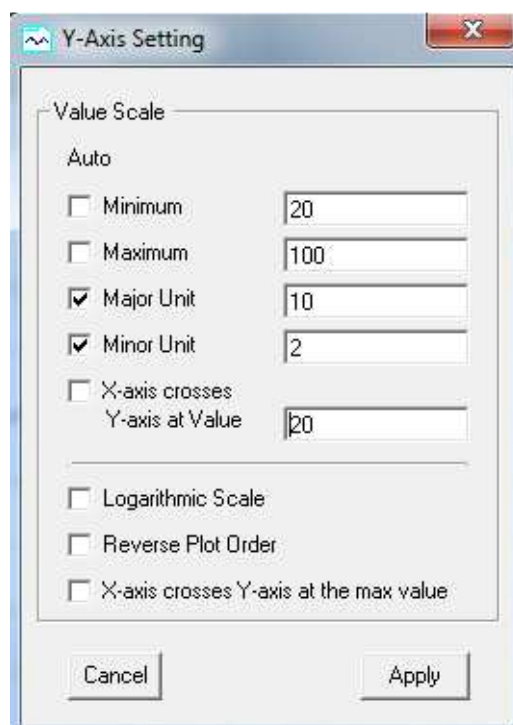 Y-Axis Setting
Value Scale
Auto
Minimum 20
Maximum 100
Major Unit 10
Minor Unit 2
X-axis crosses
Y-axis at Value 20
Logarithmic Scale
Reverse Plot Order
X-axis crosses Y-axis at the max value
Cancel Apply